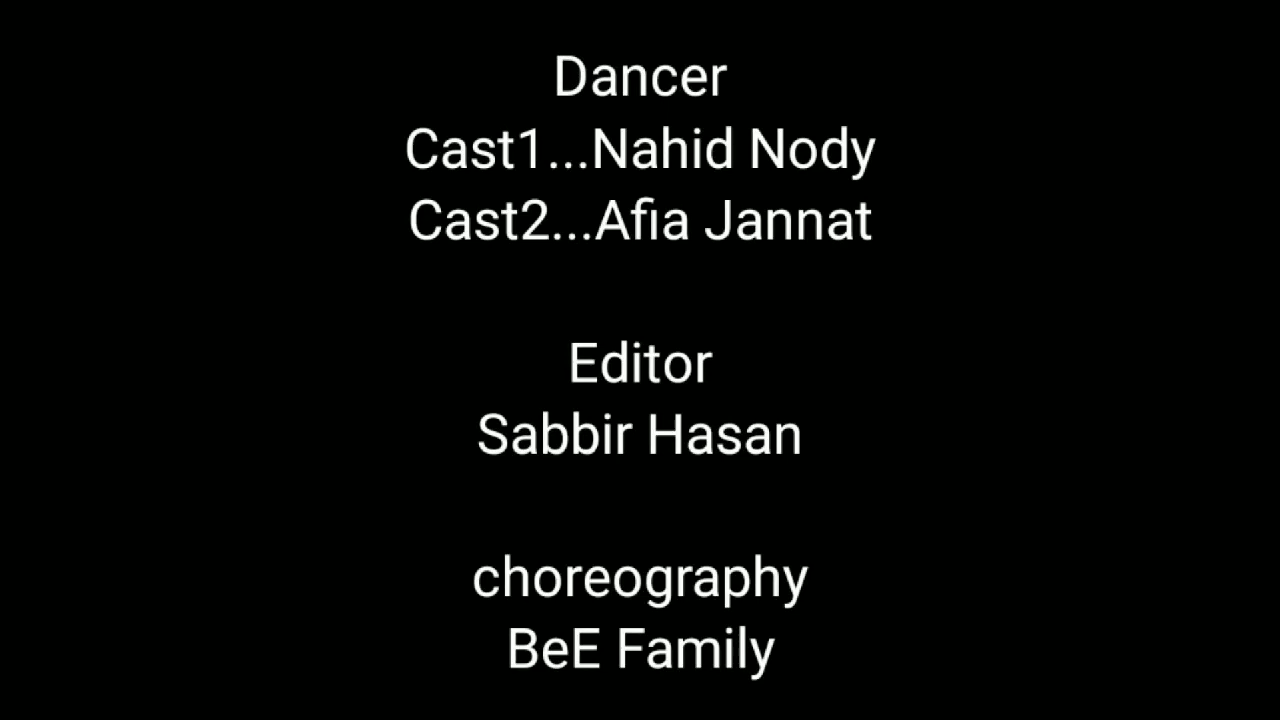 Dancer
Cast1...Nahid Nody
Cast2...Afia Jannat
Editor
Sabbir Hasan
choreography
BeE Family